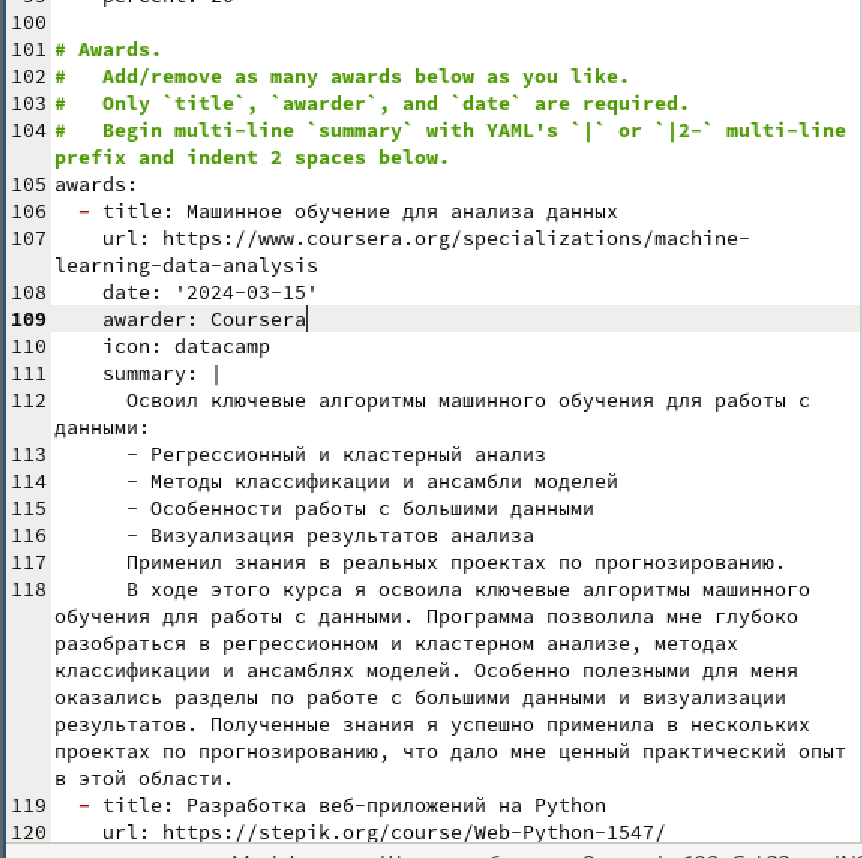 100
101 # Awards.
102 #   Add/remove as many awards below as you like.
103 #   Only `title`, `awarder`, and `date` are required.
104 #   Begin multi-line `summary` with YAML's `|` or `|2-` multi-line
prefix and indent 2 spaces below.
105 awards:
106   - title: Машинное обучение для анализа данных
107     url: https://www.coursera.org/specializations/machine-
learning-data-analysis
108     date: '2024-03-15'
109     awarder: Coursera
110     icon: datacamp
111     summary: |
112       Освоил ключевые алгоритмы машинного обучения для работы с
данными:
113       - Регрессионный и кластерный анализ
114       - Методы классификации и ансамбли моделей
115       - Особенности работы с большими данными
116       - Визуализация результатов анализа
117       Применил знания в реальных проектах по прогнозированию.
118       В ходе этого курса я освоила ключевые алгоритмы машинного
обучения для работы с данными. Программа позволила мне глубоко
разобраться в регрессионном и кластерном анализе, методах
классификации и ансамблях моделей. Особенно полезными для меня
оказались разделы по работе с большими данными и визуализации
результатов. Полученные знания я успешно применила в нескольких
проектах по прогнозированию, что дало мне ценный практический опыт
в этой области.
119   - title: Разработка веб-приложений на Python
120     url: https://stepik.org/course/Web-Python-1547/